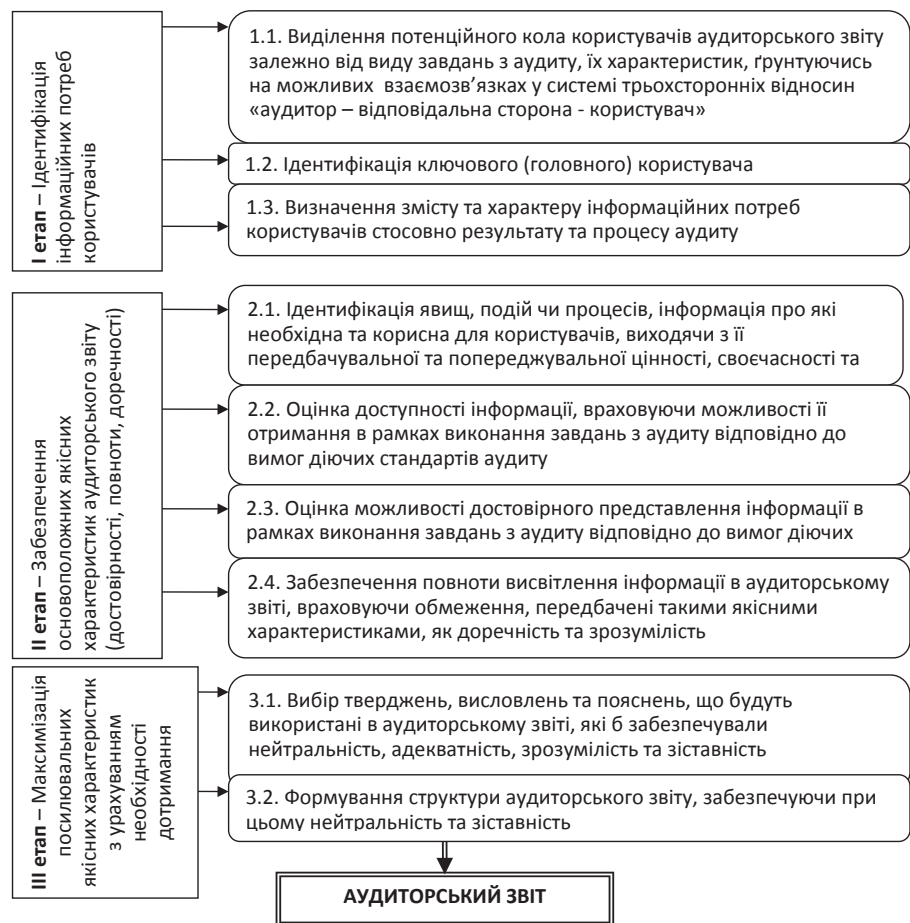 І етап – Ідентифікація
інформаційних потреб
користувачів
1.1. Виділення потенційного кола користувачів аудиторського звіту
залежно від виду завдань з аудиту, їх характеристик, ґрунтуючись
на можливих взаємозв’язках у системі трьохсторонніх відносин
«аудитор – відповідальна сторона - користувач»
1.2. Ідентифікація ключового (головного) користувача
1.3. Визначення змісту та характеру інформаційних потреб
користувачів стосовно результату та процесу аудиту
ІІ етап – Забезпечення
основоположних якісних
характеристик аудиторського звіту
(достовірності, повноти, доречності)
2.1. Ідентифікація явищ, подій чи процесів, інформація про які
необхідна та корисна для користувачів, виходячи з її
передбачувальної та попереджувальної цінності, своєчасності та
2.2. Оцінка доступності інформації, враховуючи можливості її
отримання в рамках виконання завдань з аудиту відповідно до
вимог діючих стандартів аудиту
2.3. Оцінка можливості достовірного представлення інформації в
рамках виконання завдань з аудиту відповідно до вимог діючих
2.4. Забезпечення повноти висвітлення інформації в аудиторському
звіті, враховуючи обмеження, передбачені такими якісними
характеристиками, як доречність та зрозумілість
ІІІ етап – Максимізація
посилювальних
якісних характеристик
з урахуванням
необхідності
дотримання
3.1. Вибір тверджень, висловлень та пояснень, що будуть
використані в аудиторському звіті, які б забезпечували
нейтральність, адекватність, зрозумілість та зіставність
3.2. Формування структури аудиторського звіту, забезпечуючи при
цьому нейтральність та зіставність
АУДИТОРСЬКИЙ ЗВІТ